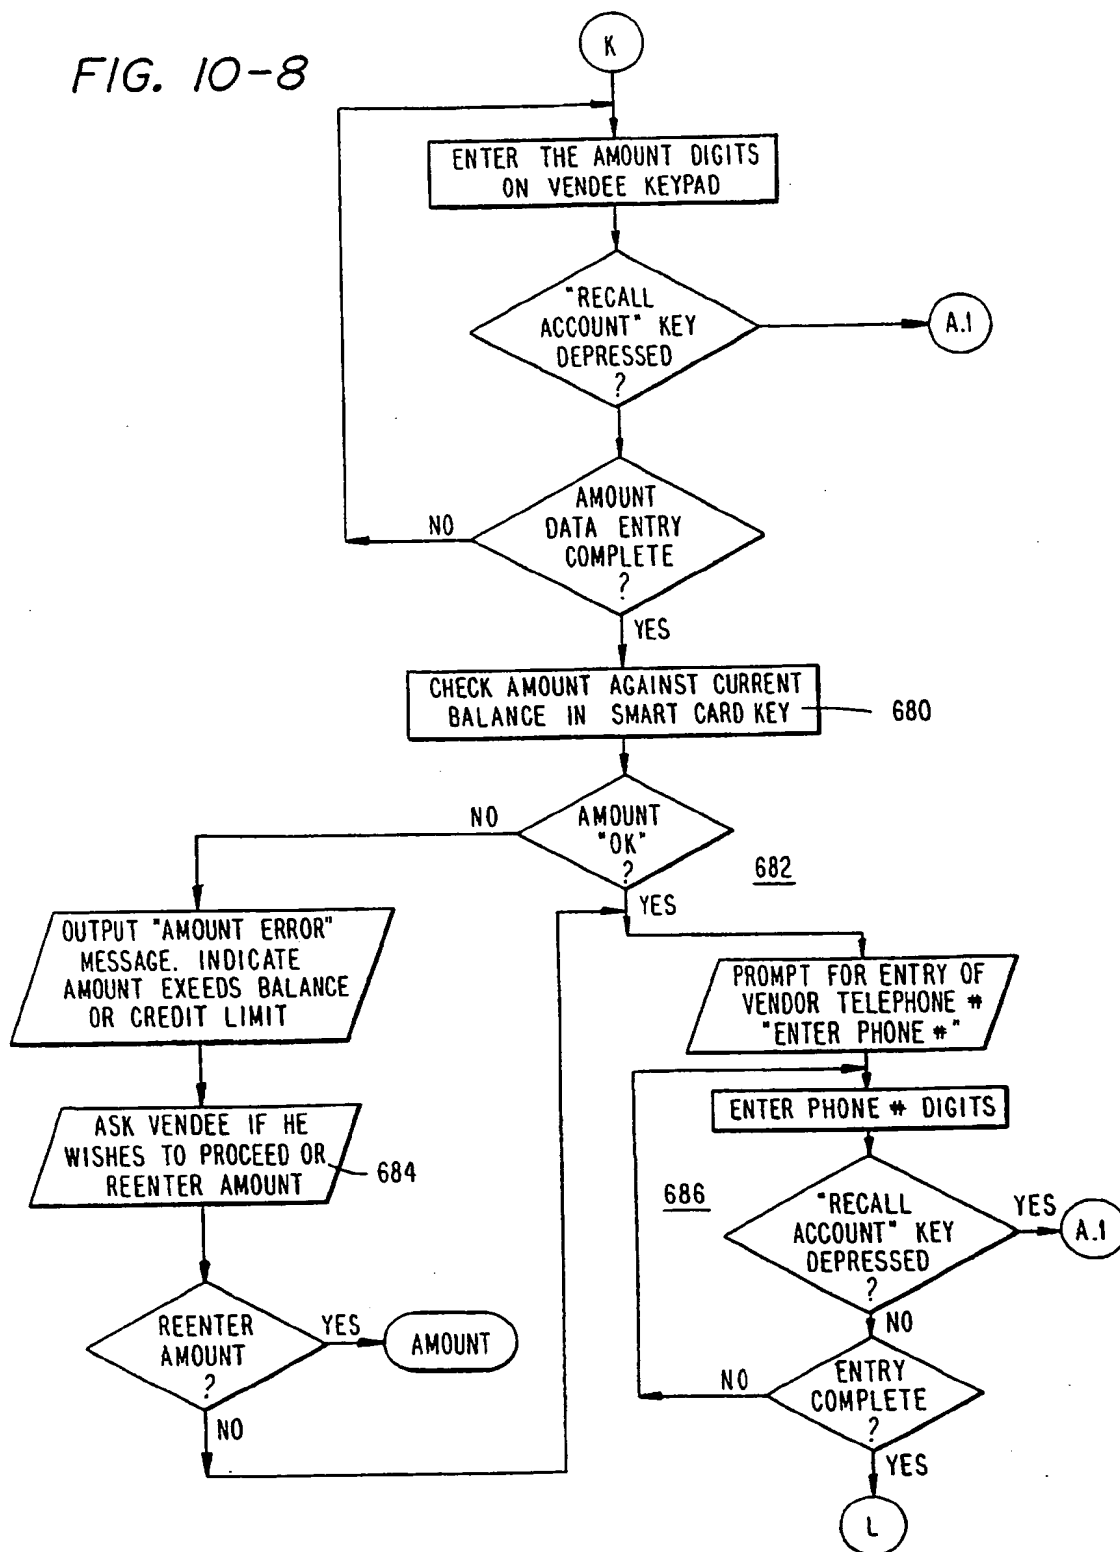 FIG. 10-8
K
ENTER THE AMOUNT DIGITS
ON VENDEE KEYPAD
"RECALL
ACCOUNT" KEY
DEPRESSED
?
A.1
AMOUNT
DATA ENTRY
COMPLETE
?
NO
YES
CHECK AMOUNT AGAINST CURRENT
BALANCE IN SMART CARD KEY
680
AMOUNT
"OK"
?
NO
682
YES
OUTPUT "AMOUNT ERROR"
MESSAGE. INDICATE
AMOUNT EXEEDS BALANCE
OR CREDIT LIMIT
PROMPT FOR ENTRY OF
VENDOR TELEPHONE #
"ENTER PHONE #"
ENTER PHONE # DIGITS
ASK VENDEE IF HE
WISHES TO PROCEED OR
REENTER AMOUNT
684
686
"RECALL
ACCOUNT" KEY
DEPRESSED
?
YES
A.1
NO
REENTER
AMOUNT
?
YES
AMOUNT
NO
ENTRY
COMPLETE
?
NO
YES
L